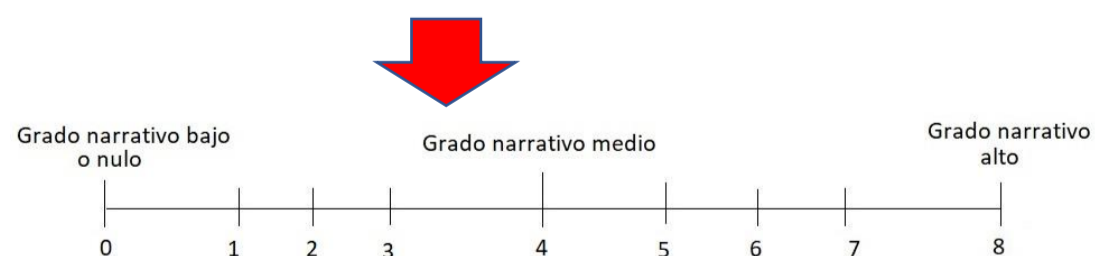 Grado narrativo bajo
o nulo
Grado narrativo medio
Grado narrativo
alto
0 1 2 3 4 5 6 7 8